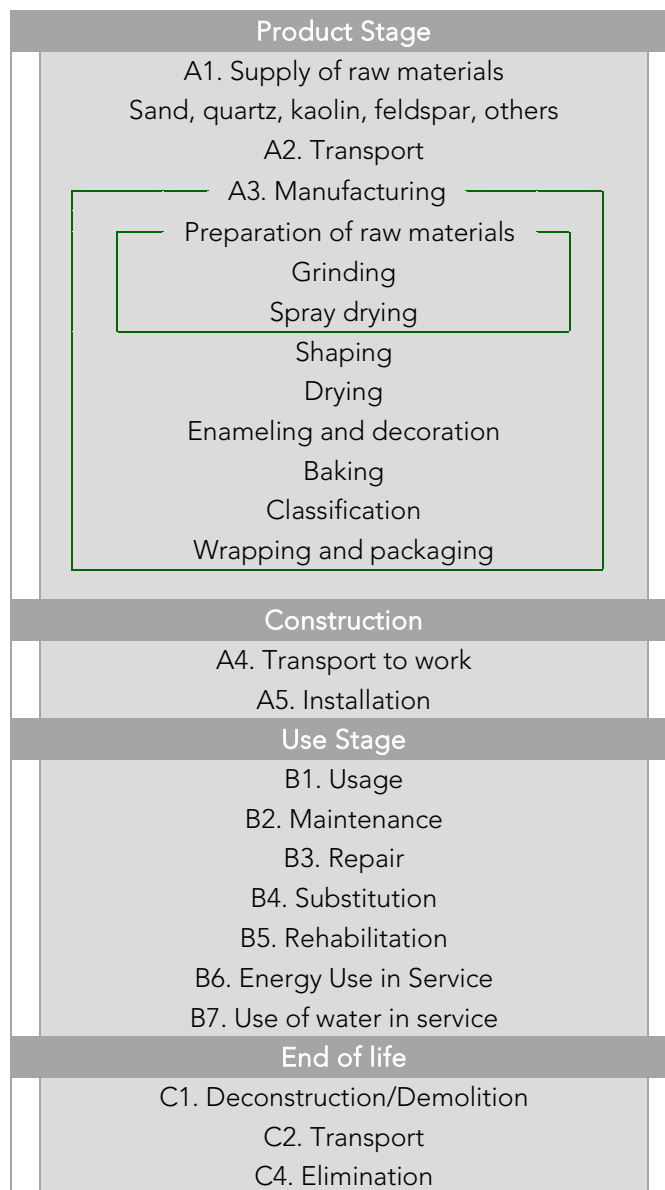 Product Stage
A1. Supply of raw materials
Sand, quartz, kaolin, feldspar, others
A2. Transport
A3. Manufacturing
Preparation of raw materials
Grinding
Spray drying
Shaping
Drying
Enameling and decoration
Baking
Classification
Wrapping and packaging
Construction
A4. Transport to work
A5. Installation
Use Stage
B1. Usage
B2. Maintenance
B3. Repair
B4. Substitution
B5. Rehabilitation
B6. Energy Use in Service
B7. Use of water in service
End of life
C1. Deconstruction/Demolition
C2. Transport
C4. Elimination